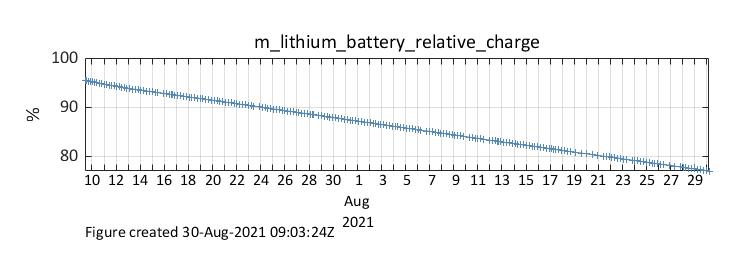 m_lithium_battery_relative_charge
100
90
80
%
10 12 14 16 18 20 22 24 26 28 30 1 3 5 7 9 11 13 15 17 19 21 23 25 27 29
Aug
2021
Figure created 30-Aug-2021 09:03:24Z